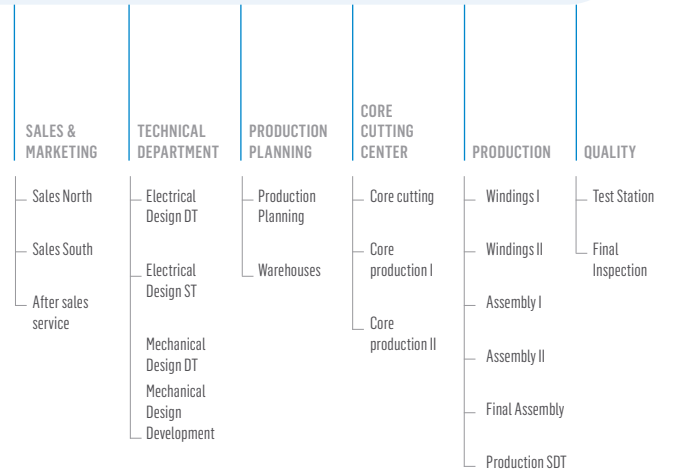 SALES &
MARKETING
Sales North
Sales South
After sales
service
TECHNICAL
DEPARTMENT
Electrical
Design DT
Electrical
Design ST
Mechanical
Design DT
Mechanical
Design
Development
PRODUCTION
PLANNING
Production
Planning
Warehouses
CORE
CUTTING
CENTER
Core cutting
Core
production I
Core
production II
PRODUCTION
Windings I
Windings II
Assembly I
Assembly II
Final Assembly
Production SDT
QUALITY
Test Station
Final
Inspection